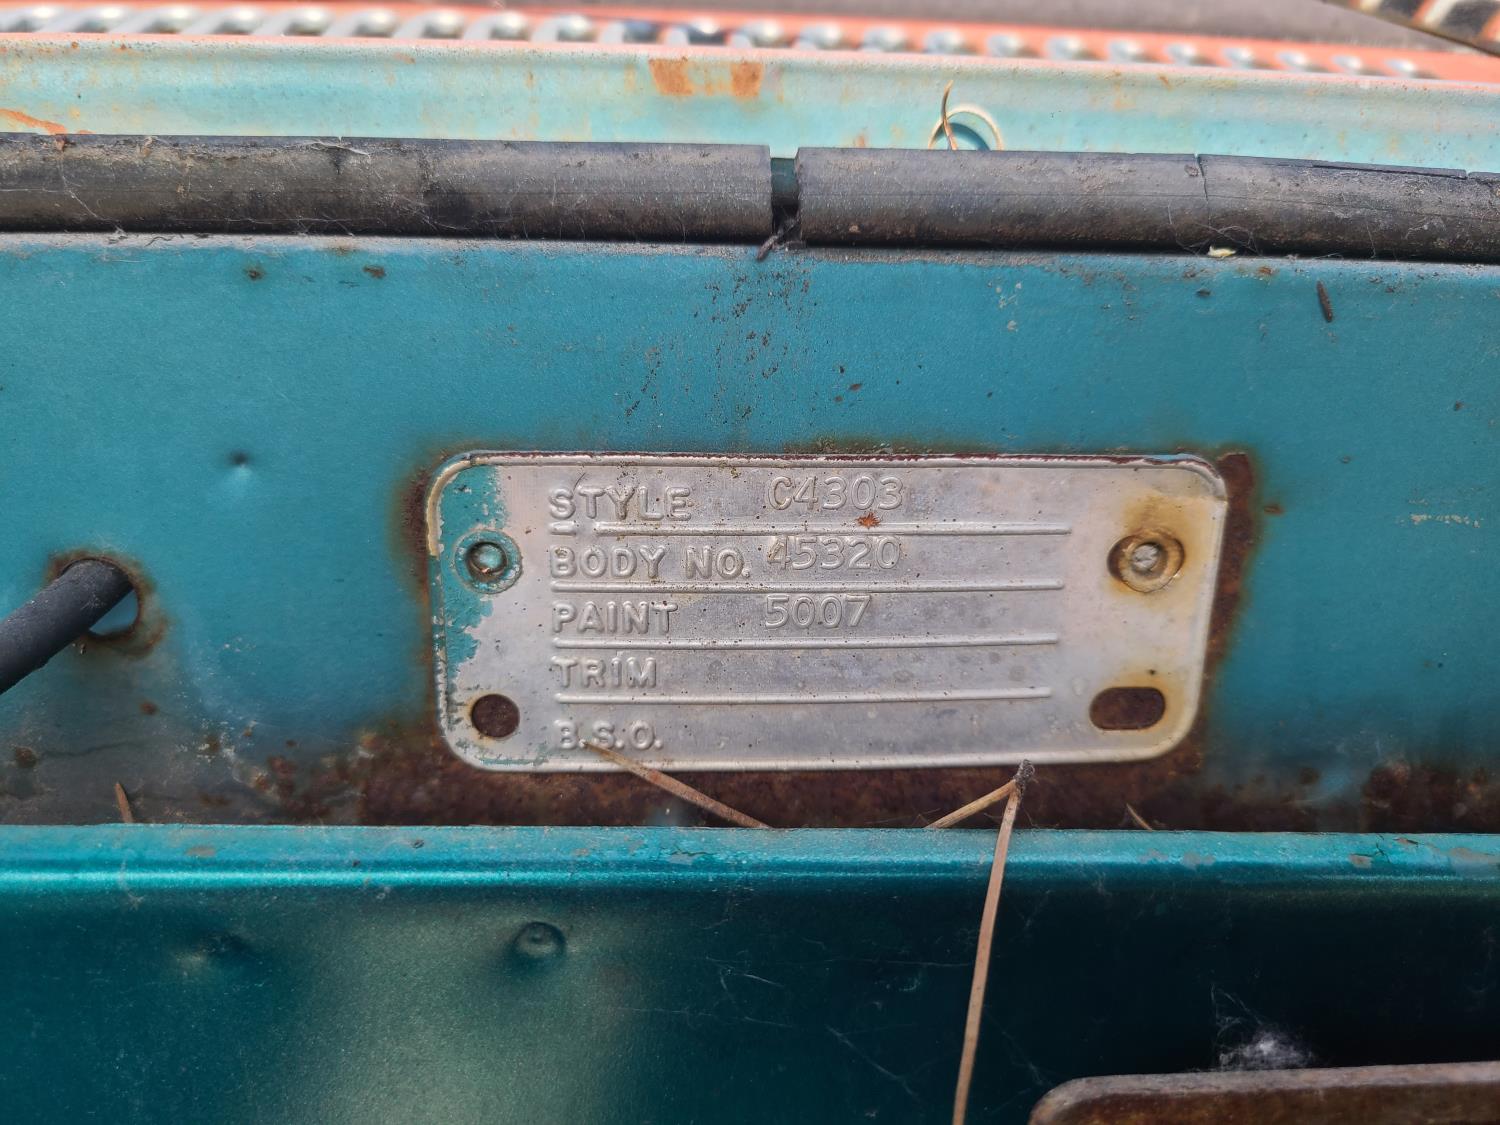 STYLE C4303
BODY NO. 45320
PAINT 5007
TRIM
B.S.O.